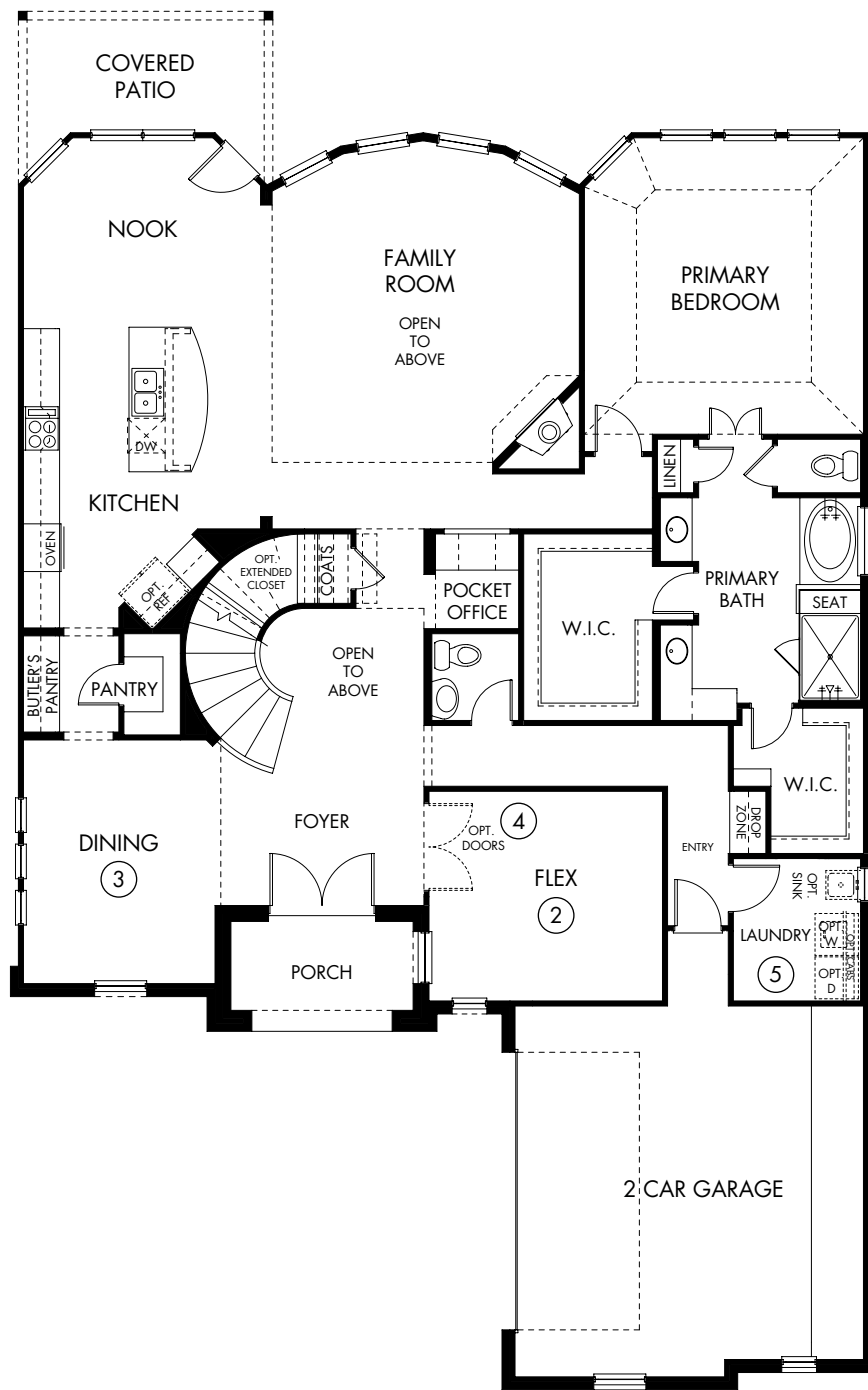 COVERED
PATIO
NOOK
FAMILY
ROOM
OPEN
TO
ABOVE
PRIMARY
BEDROOM
DW
KITCHEN
LINEN
OVEN
OPT.
REF
OPT.
EXTENDED
CLOSET
COATS
POCKET
OFFICE
W.I.C.
PRIMARY
BATH
SEAT
BUTLER'S
PANTRY
PANTRY
OPEN
TO
ABOVE
W.I.C.
DINING
3
FOYER
OPT.
DOORS
4
FLEX
2
ENTRY
DROP
ZONE
OPT.
SINK
LAUNDRY
5
OPT
W
OPT CABS
OPT
D
PORCH
2 CAR GARAGE